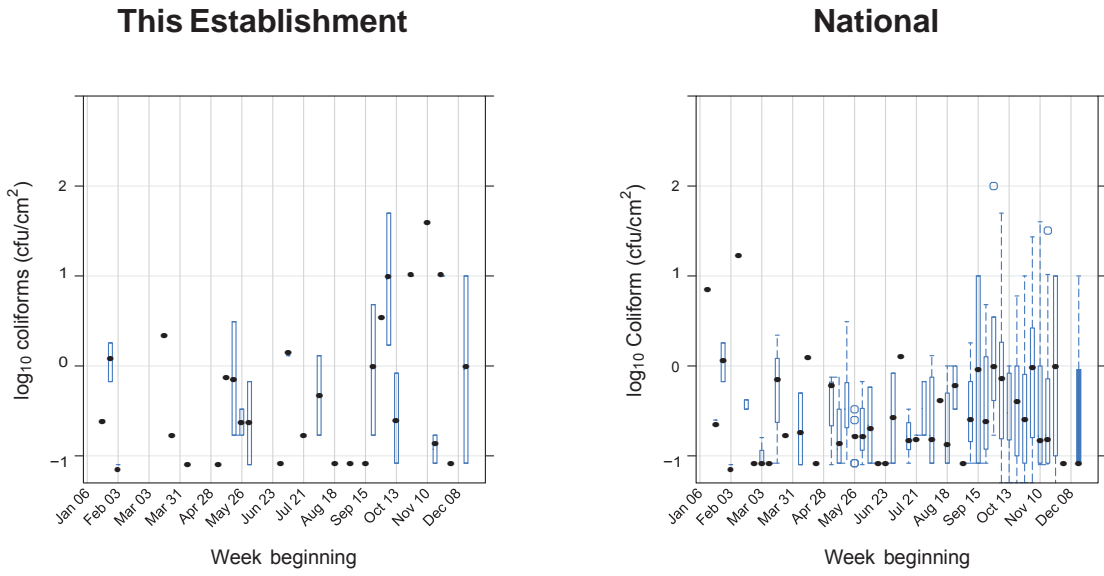 This Establishment
National
log10 coliforms (cfu/cm2)
2
1
0
−1
Jan 06
Feb 03
Mar 03
Mar 31
Apr 28
May 26
Jun 23
Jul 21
Aug 18
Sep 15
Oct 13
Nov 10
Dec 08
Week beginning
log10 Coliform (cfu/cm2)
2
1
0
−1
Jan 06
Feb 03
Mar 03
Mar 31
Apr 28
May 26
Jun 23
Jul 21
Aug 18
Sep 15
Oct 13
Nov 10
Dec 08
Week beginning